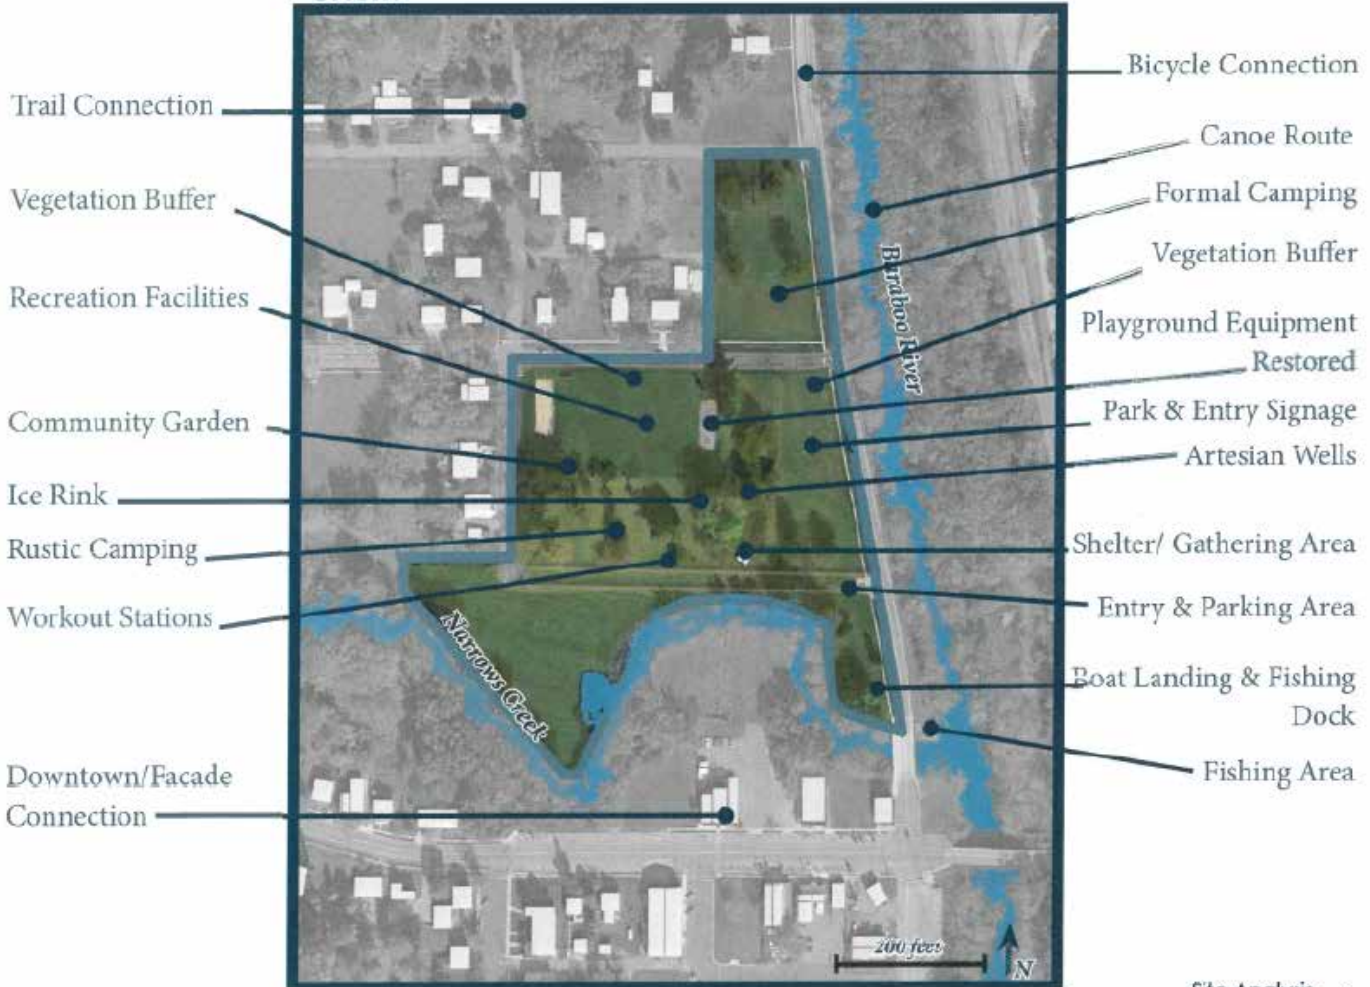 Trail Connection
Vegetation Buffer
Recreation Facilities
Community Garden
Ice Rink
Rustic Camping
Workout Stations
Downtown/Facade
Connection
Bicycle Connection
Canoe Route
Formal Camping
Vegetation Buffer
Playground Equipment
Restored
Park & Entry Signage
Artesian Wells
Shelter/ Gathering Area
Entry & Parking Area
Boat Landing & Fishing
Dock
Fishing Area
Baraboo River
Narrows Creek
200 feet
N
Site Analysis